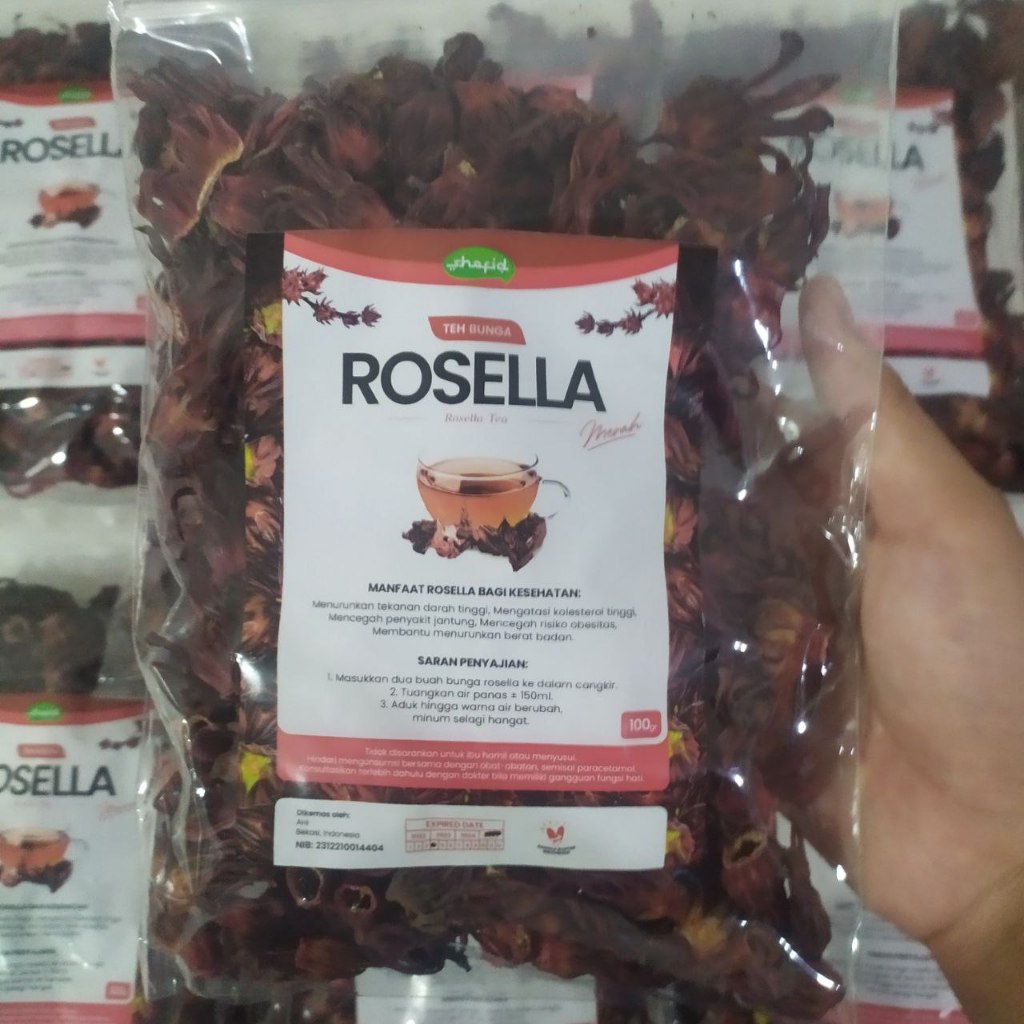 shafiq
TEH BUNGA
ROSELLA
Rosella Tea
Merah
MANFAAT ROSELLA BAGI KESEHATAN:
Menurunkan tekanan darah tinggi, Mengatasi kolesterol tinggi,
Mencegah penyakit jantung, Mencegah risiko obesitas,
Membantu menurunkan berat badan.
SARAN PENYAJIAN:
1. Masukkan dua buah bunga rosella ke dalam cangkir.
2. Tuangkan air panas ± 150ml.
3. Aduk hingga warna air berubah,
minum selagi hangat.
100gr
Tidak disarankan untuk ibu hamil atau menyusui.
Hindari mengonsumsi bersama dengan obat-obatan, semisal paracetamol.
Konsultasikan terlebih dahulu dengan dokter bila memiliki gangguan fungsi hati.
Dikemas oleh:
Bekasi, Indonesia
NIB: 2312210014404
EXPIRED DATE
ROSELL
ROSELLA
OSELLA